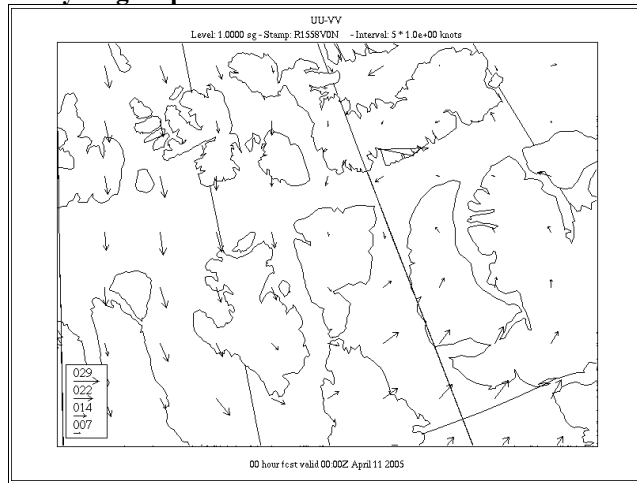 UU-VV
Level: 1.0000 sg - Stamp: R1558V0N - Interval: 5 * 1.0e+00 knots
029
022
014
007
00 hour fcst valid 00:00Z April 11 2005